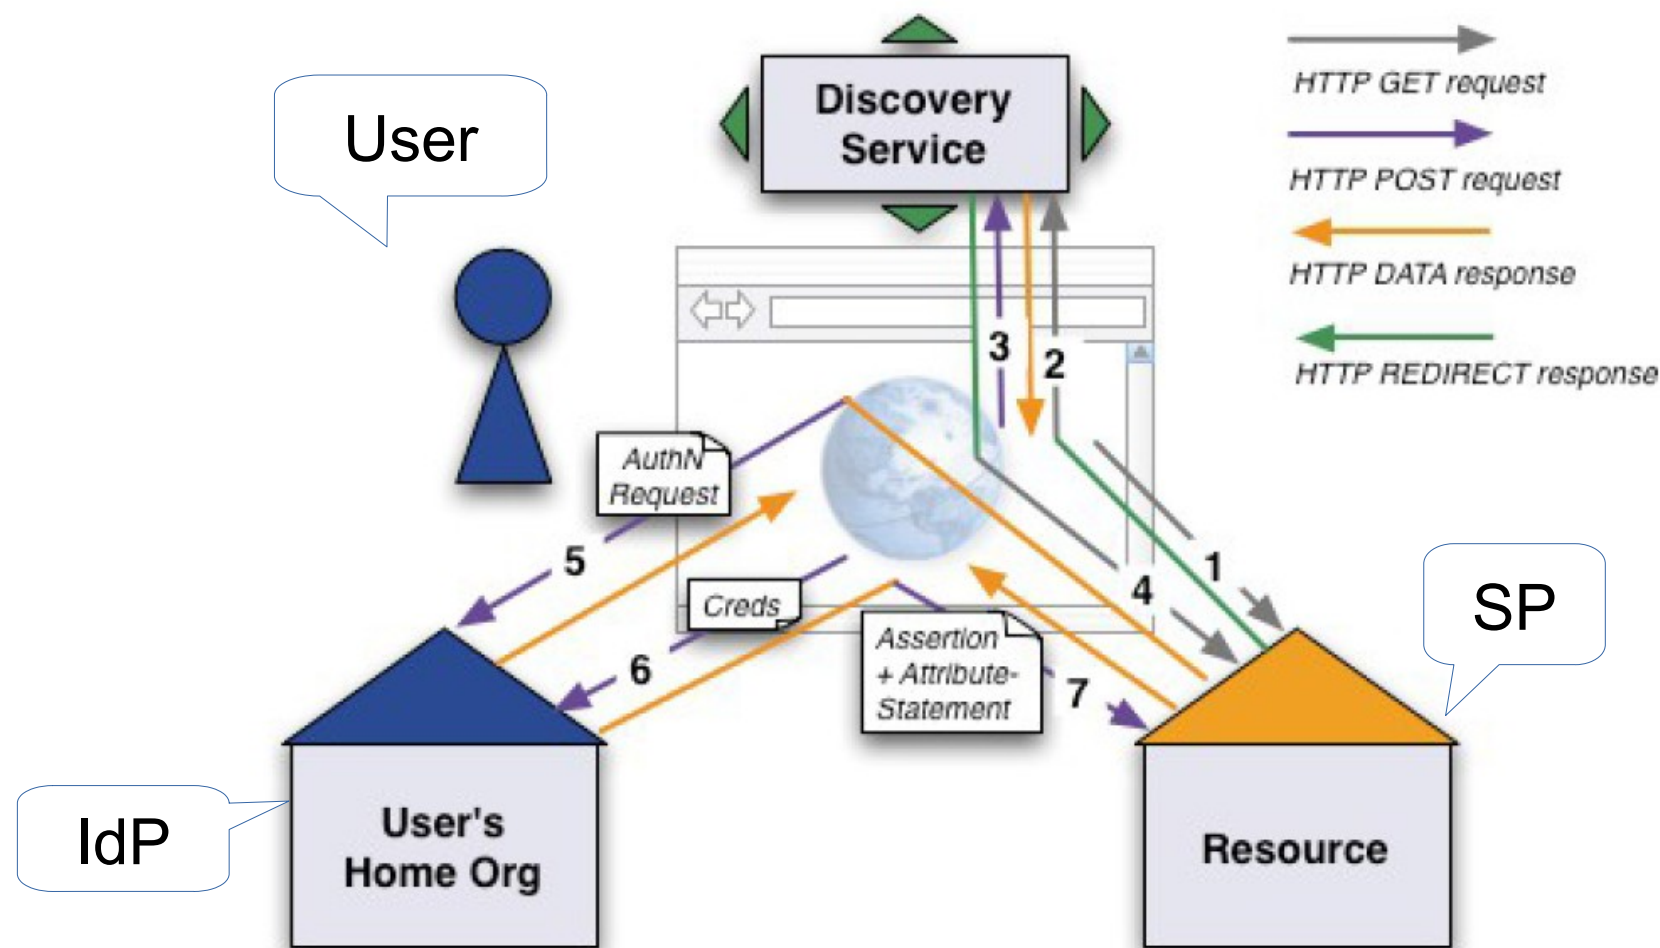 Discovery
Service
User
HTTP GET request
HTTP POST request
HTTP DATA response
HTTP REDIRECT response
3
2
AuthN
Request
5
1
4
Creds
SP
Assertion
+ Attribute-
Statement
6
7
IdP
User's
Home Org
Resource